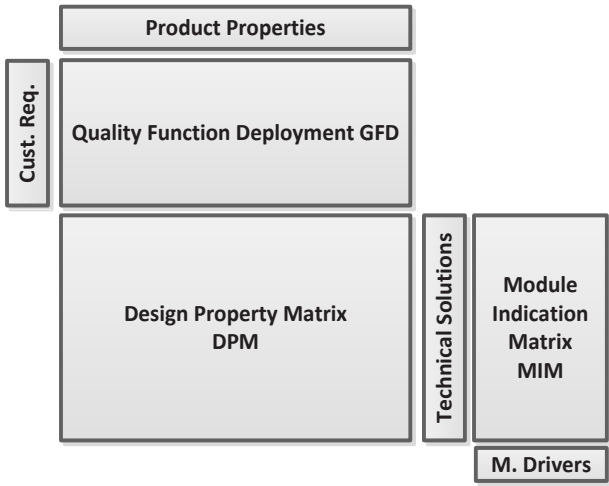 Product Properties
Cust. Req.
Quality Function Deployment GFD
Design Property Matrix
DPM
Technical Solutions
Module
Indication
Matrix
MIM
M. Drivers